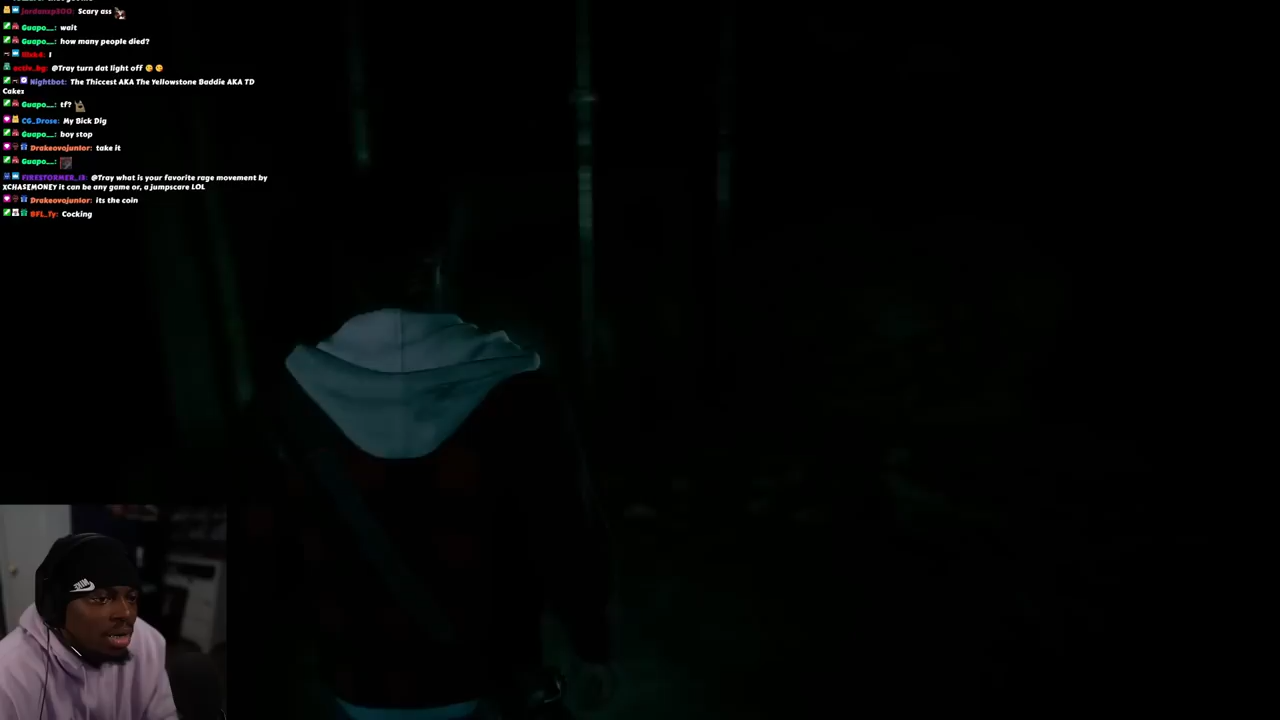 jordansp300: Scary ass
Guapo__: wait
Guapo__: how many people died?
@Tray turn dat light off
Nightbot: The Thiccest AKA The Yellowstone Baddie AKA TD
Cakes
Guapo__: tf?
CG_Drose: My Bick Dig
Guapo__: boy stop
Drakeovojunior: take it
Guapo__:
FIRESTORMER_13: @Tray what is your favorite rage movement by
XCHASEMONEY it can be any game or, a jumpscare LOL
Drakeovojunior: its the coin
BFL_Ty: Cocking